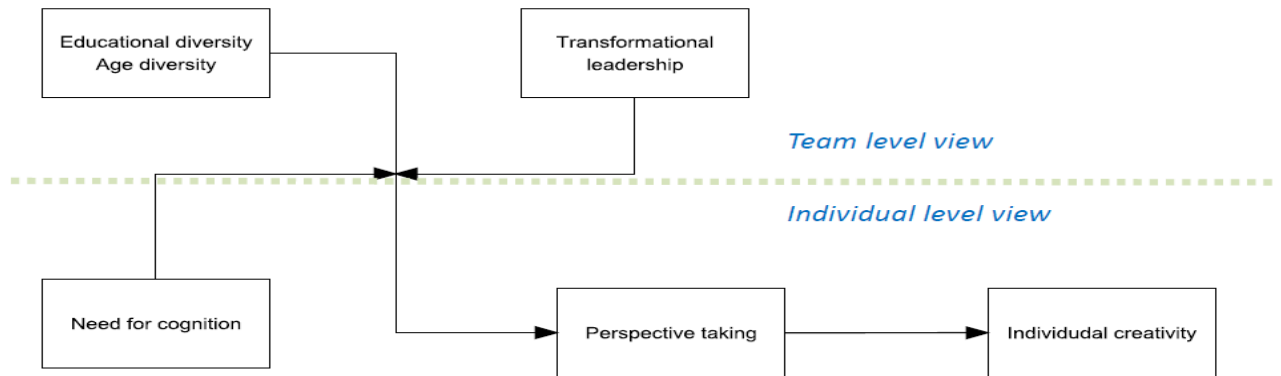 Educational diversity
Age diversity
Transformational
leadership
Team level view
Individual level view
Need for cognition
Perspective taking
Individudal creativity